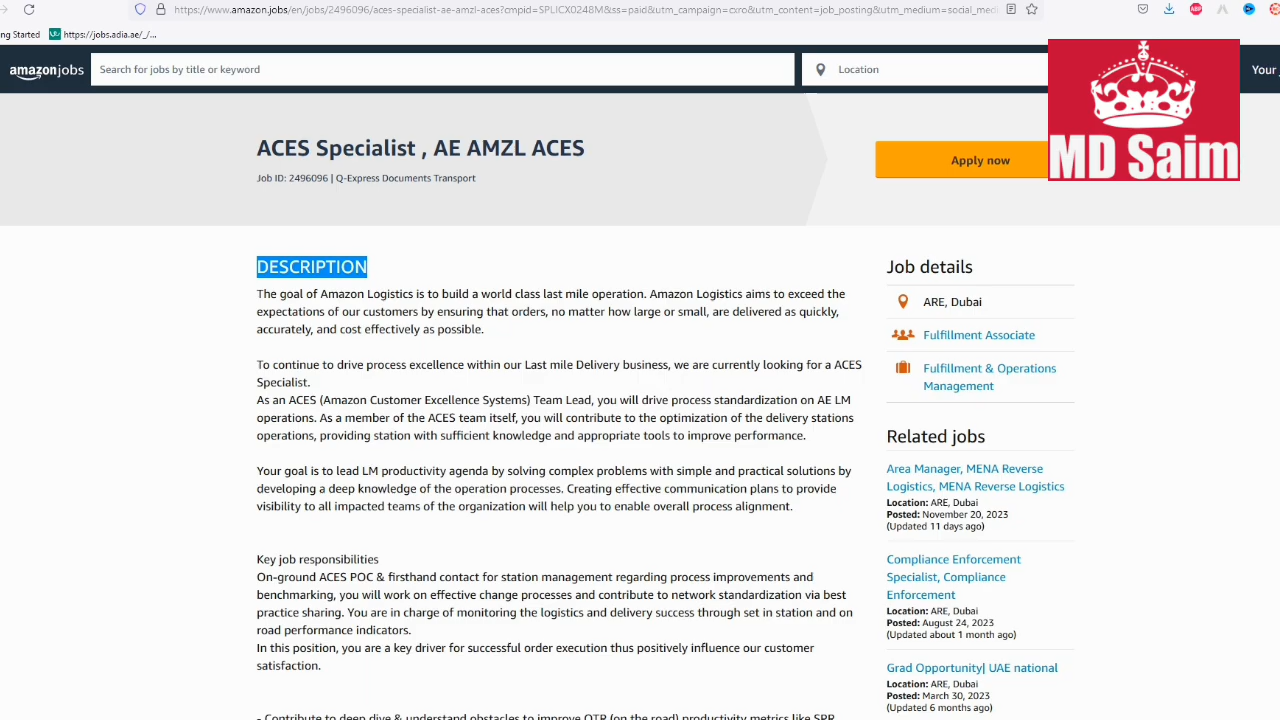 https://www.amazon.jobs/en/jobs/2496096/aces-specialist-ae-amzl-aces?cmpid=SPLICX0248M&ss=paid&utm_campaign=cxro&utm_content=job_posting&utm_medium=social_med
ng Started https://jobs.adia.ae/_/...
amazon jobs Search for jobs by title or keyword Location Your
MD Saim
ACES Specialist , AE AMZL ACES
Job ID: 2496096 | Q-Express Documents Transport
Apply now
DESCRIPTION
The goal of Amazon Logistics is to build a world class last mile operation. Amazon Logistics aims to exceed the
expectations of our customers by ensuring that orders, no matter how large or small, are delivered as quickly,
accurately, and cost effectively as possible.
To continue to drive process excellence within our Last mile Delivery business, we are currently looking for a ACES
Specialist.
As an ACES (Amazon Customer Excellence Systems) Team Lead, you will drive process standardization on AE LM
operations. As a member of the ACES team itself, you will contribute to the optimization of the delivery stations
operations, providing station with sufficient knowledge and appropriate tools to improve performance.
Your goal is to lead LM productivity agenda by solving complex problems with simple and practical solutions by
developing a deep knowledge of the operation processes. Creating effective communication plans to provide
visibility to all impacted teams of the organization will help you to enable overall process alignment.
Key job responsibilities
On-ground ACES POC & firsthand contact for station management regarding process improvements and
benchmarking, you will work on effective change processes and contribute to network standardization via best
practice sharing. You are in charge of monitoring the logistics and delivery success through set in station and on
road performance indicators.
In this position, you are a key driver for successful order execution thus positively influence our customer
satisfaction.
- Contribute to deep dive & understand obstacles to improve OTR (on the road) productivity metrics like SPR,
Job details
ARE, Dubai
Fulfillment Associate
Fulfillment & Operations
Management
Related jobs
Area Manager, MENA Reverse
Logistics, MENA Reverse Logistics
Location: ARE, Dubai
Posted: November 20, 2023
(Updated 11 days ago)
Compliance Enforcement
Specialist, Compliance
Enforcement
Location: ARE, Dubai
Posted: August 24, 2023
(Updated about 1 month ago)
Grad Opportunity| UAE national
Location: ARE, Dubai
Posted: March 30, 2023
(Updated 6 months ago)